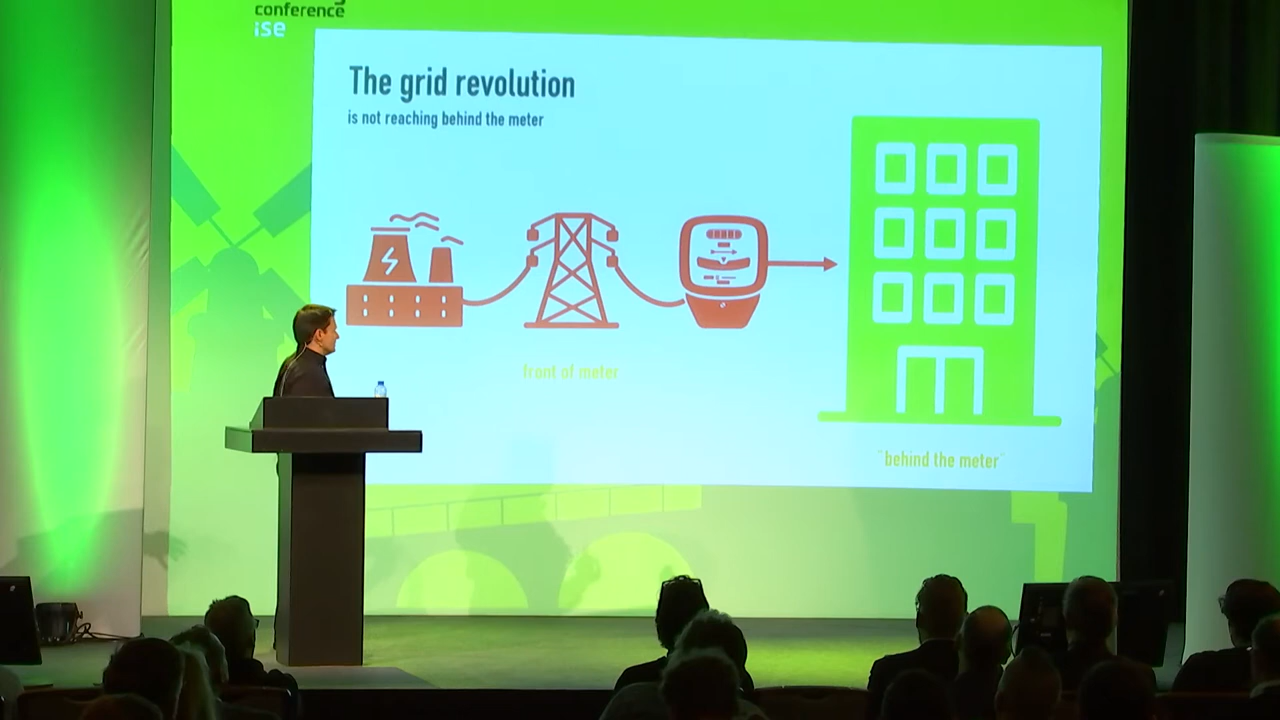 conference
ise
The grid revolution
is not reaching behind the meter
front of meter
"behind the meter"